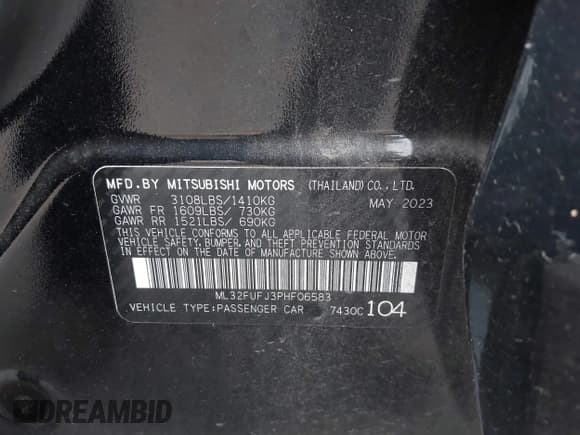 MFD.BY MITSUBISHI MOTORS (THAILAND) CO., LTD.
GVWR 3108LBS/1410KG MAY 2023
GAWR FR 1609LBS/ 730KG
GAWR RR 1521LBS/ 690KG
THIS VEHICLE CONFORMS TO ALL APPLICABLE FEDERAL MOTOR
VEHICLE SAFETY, BUMPER, AND THEFT PREVENTION STANDARDS
IN EFFECT ON THE DATE OF MANUFACTURE SHOWN ABOVE.
ML32FUFJ3PHF06583
VEHICLE TYPE:PASSENGER CAR 7430C 104
DREAMBID